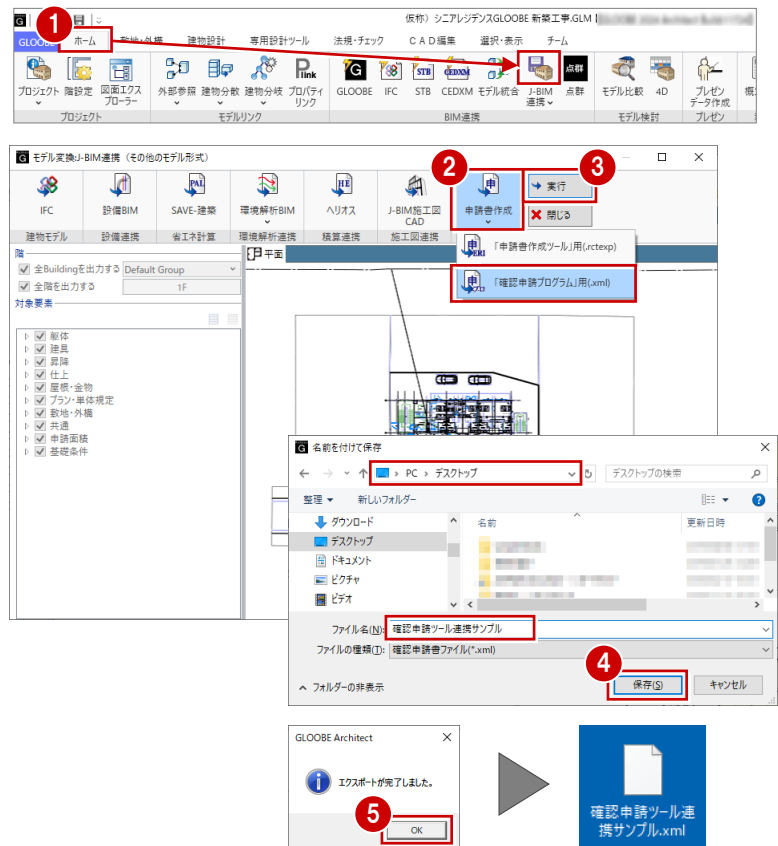 1
G
仮称）シニアレジデンスGLOOBE 新築工事.GLM
GLOOBE ホーム 敷地・外構 建物設計 専用設計ツール 法規・チェック CAD編集 選択・表示 チーム
プロジェクト 階設定 図面エクスプローラー 外部参照 建物分散 建物分岐 プロパティリンク GLOOBE IFC STB CEDXM モデル統合 J-BIM連携 点群 モデル比較 4D プレゼンデータ作成
プロジェクト モデルリンク BIM連携 モデル検討 プレゼン
G モデル変換:J-BIM連携（その他のモデル形式）
2
3
IFC 設備BIM SAVE-建築 環境解析BIM ヘリオス J-BIM施工図CAD 申請書作成
実行
閉じる
建物モデル 設備連携 省エネ計算 環境解析連携 積算連携 施工図連携
「申請書作成ツール」用(.rctexp)
「確認申請プログラム」用(.xml)
階
全Buildingを出力する Default Group
全階を出力する 1F
対象要素
平面
躯体
建具
昇降
仕上
屋根・金物
プラン・単体規定
敷地・外構
共通
申請面積
基礎条件
G 名前を付けて保存
PC › デスクトップ デスクトップの検索
整理 新しいフォルダー
ダウンロード
デスクトップ
ドキュメント
ピクチャ
ビデオ
名前 更新日時
ファイル名(N): 確認申請ツール連携サンプル
ファイルの種類(T): 確認申請書ファイル(*.xml)
4
フォルダーの非表示 保存(S) キャンセル
GLOOBE Architect
エクスポートが完了しました。
5
OK
確認申請ツール連
携サンプル.xml